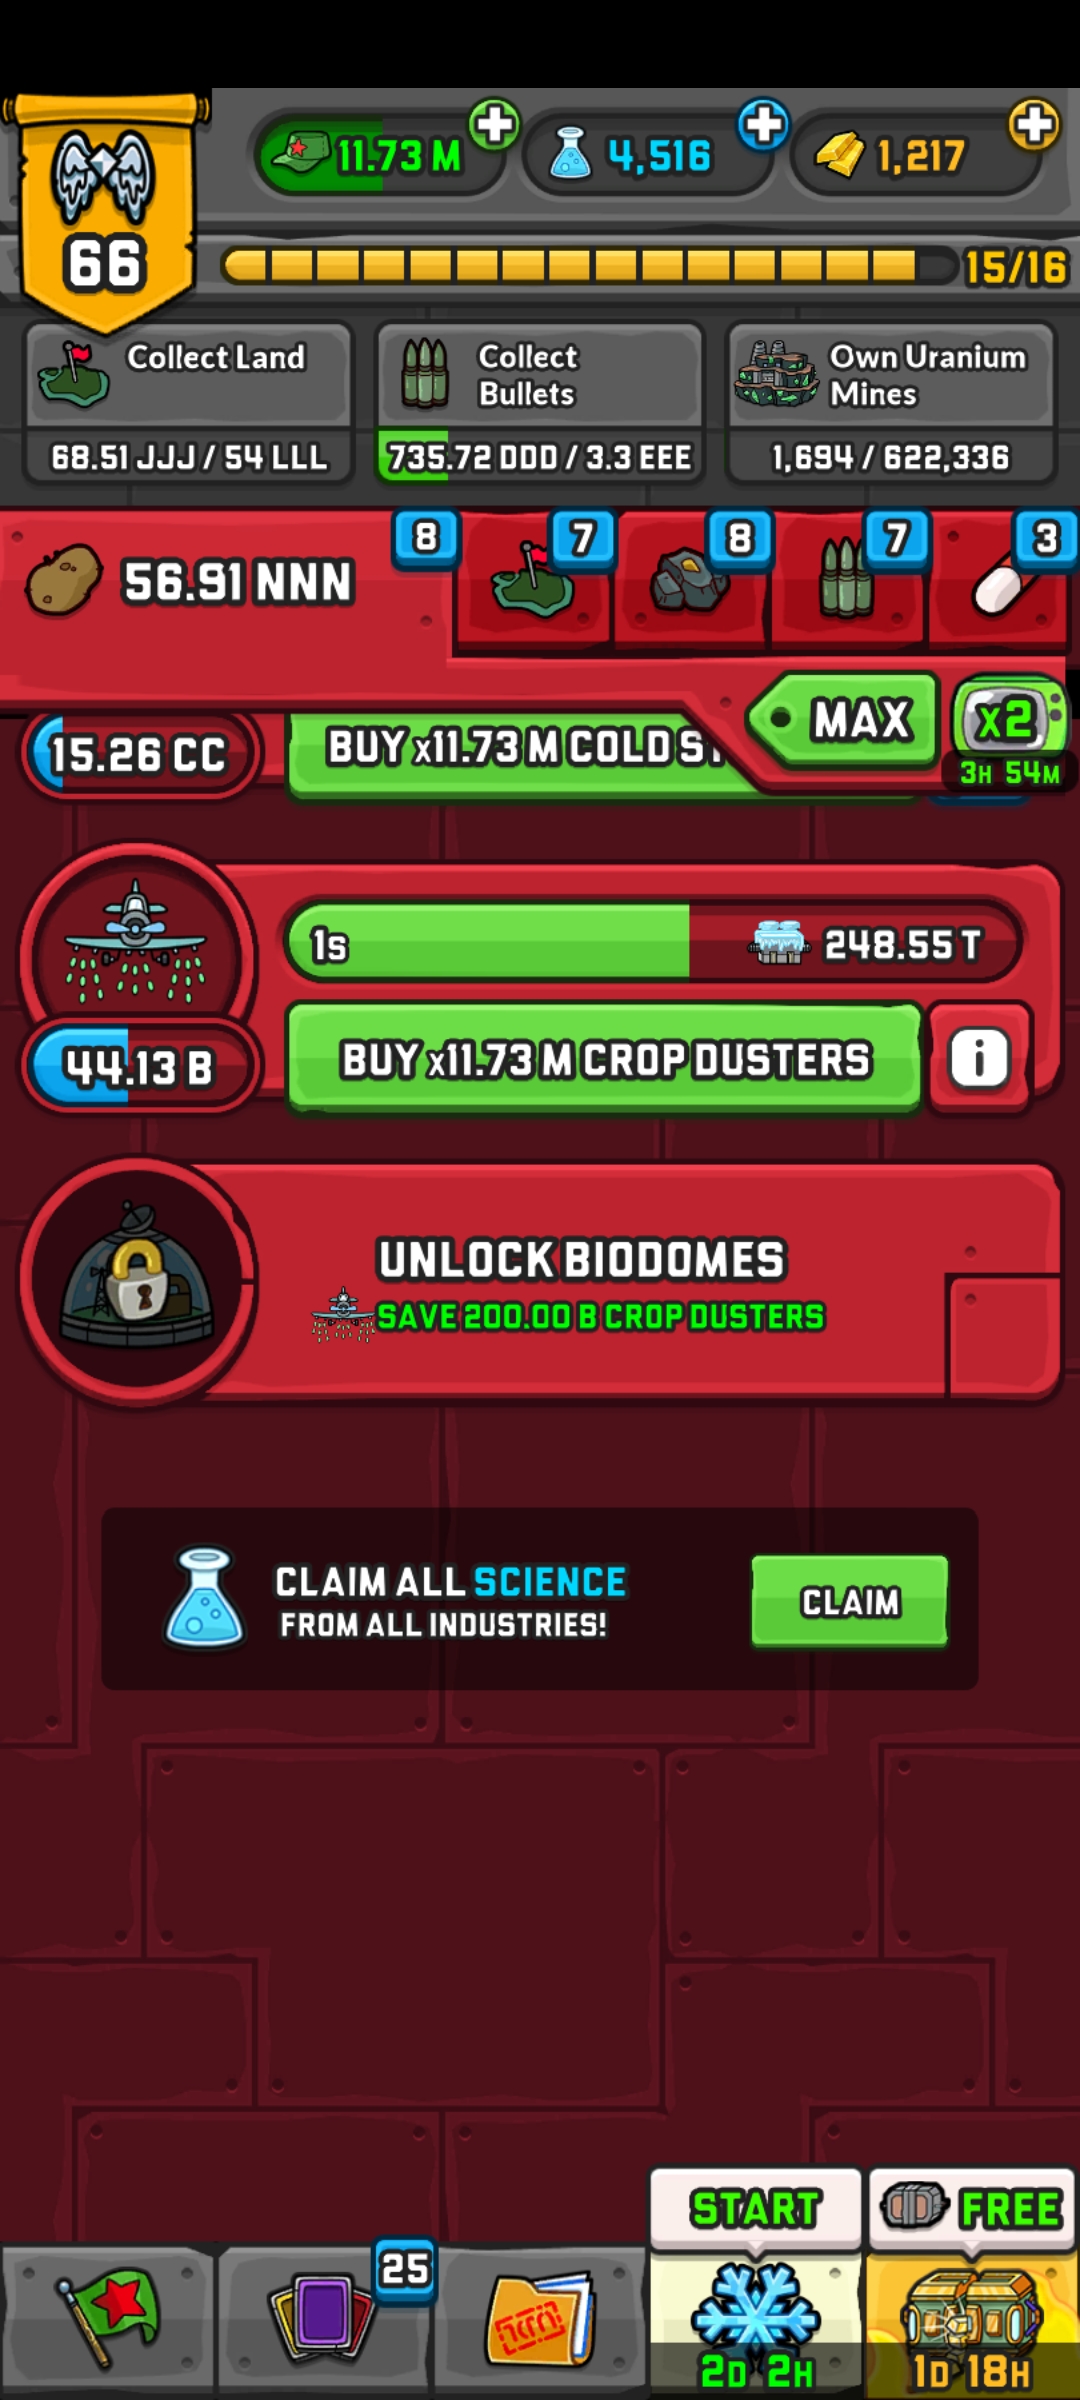 11.73 M
4,516
1,217
66
15/16
Collect Land
68.51 JJJ / 54 LLL
Collect
Bullets
735.72 DDD / 3.3 EEE
Own Uranium
Mines
1,694 / 622,336
56.91 NNN
8
7
8
7
3
MAX
x2
3H 54M
15.26 CC
BUY x11.73 M COLD ST
1s
248.55 T
44.13 B
BUY x11.73 M CROP DUSTERS
i
UNLOCK BIODOMES
SAVE 200.00 B CROP DUSTERS
CLAIM ALL SCIENCE
FROM ALL INDUSTRIES!
CLAIM
START
FREE
25
2D 2H
1D 18H